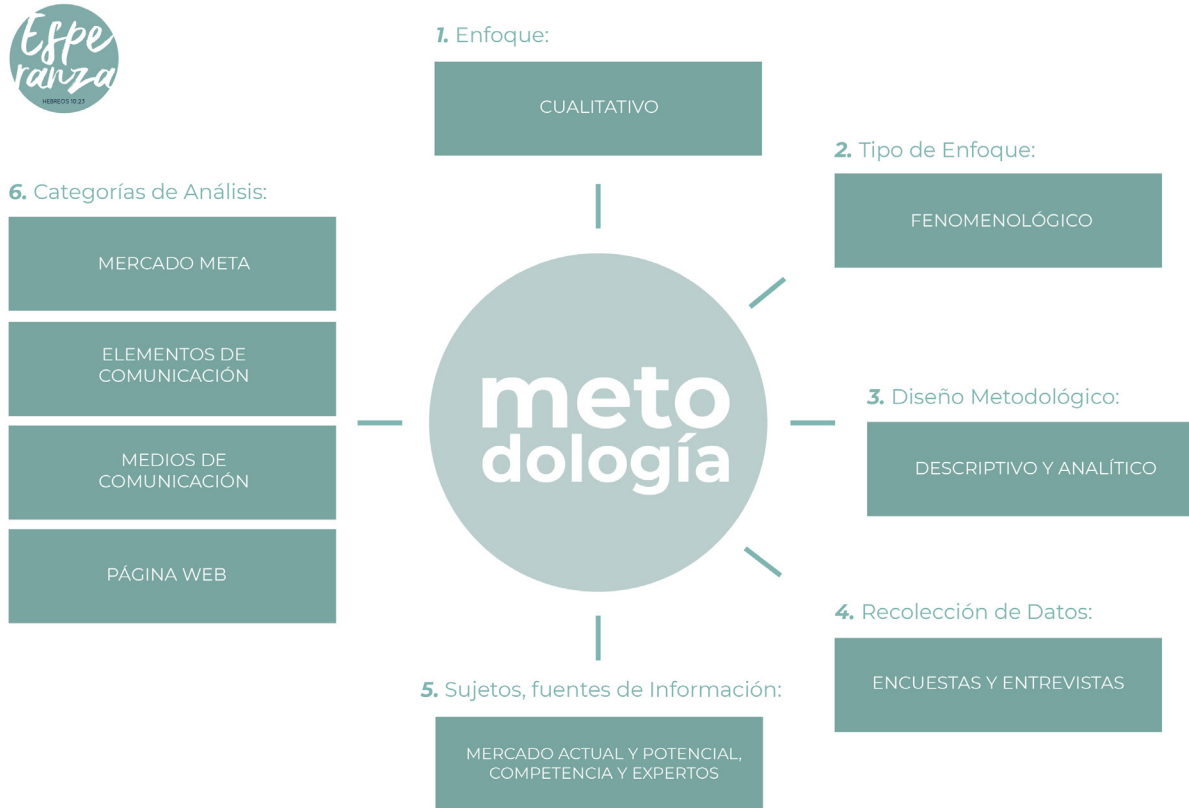 Espe
ranza
HEBREOS 10:23
1. Enfoque:
CUALITATIVO
2. Tipo de Enfoque:
FENOMENOLÓGICO
3. Diseño Metodológico:
DESCRIPTIVO Y ANALÍTICO
4. Recolección de Datos:
ENCUESTAS Y ENTREVISTAS
5. Sujetos, fuentes de Información:
MERCADO ACTUAL Y POTENCIAL,
COMPETENCIA Y EXPERTOS
6. Categorías de Análisis:
MERCADO META
ELEMENTOS DE
COMUNICACIÓN
MEDIOS DE
COMUNICACIÓN
PÁGINA WEB
meto
dología